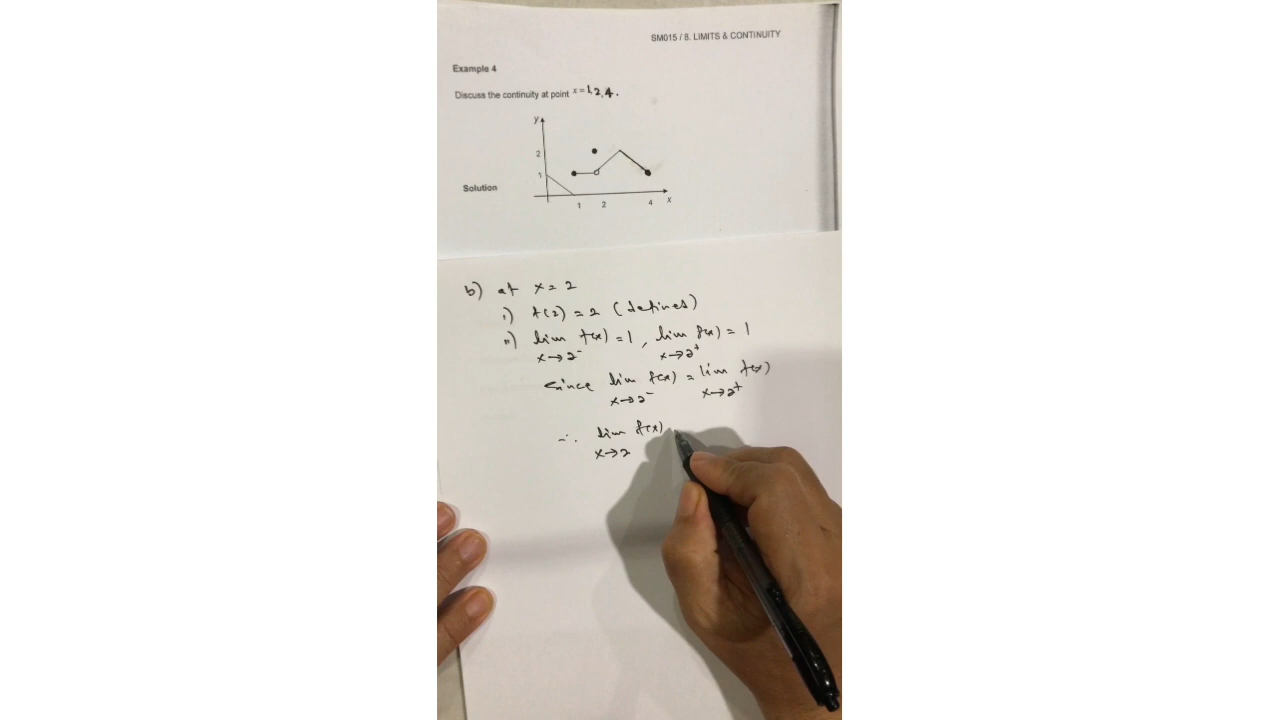 SM015 / 8. LIMITS & CONTINUITY
Example 4
Discuss the continuity at point x = 1, 2, 4.
y
2
1
Solution
1 2 4 x
b) at x = 2
i) f(2) = 2 (defines)
ii) lim f(x) = 1 , lim f(x) = 1
x→2⁻ x→2⁺
Since lim f(x) = lim f(x)
x→2⁻ x→2⁺
∴ lim f(x)
x→2